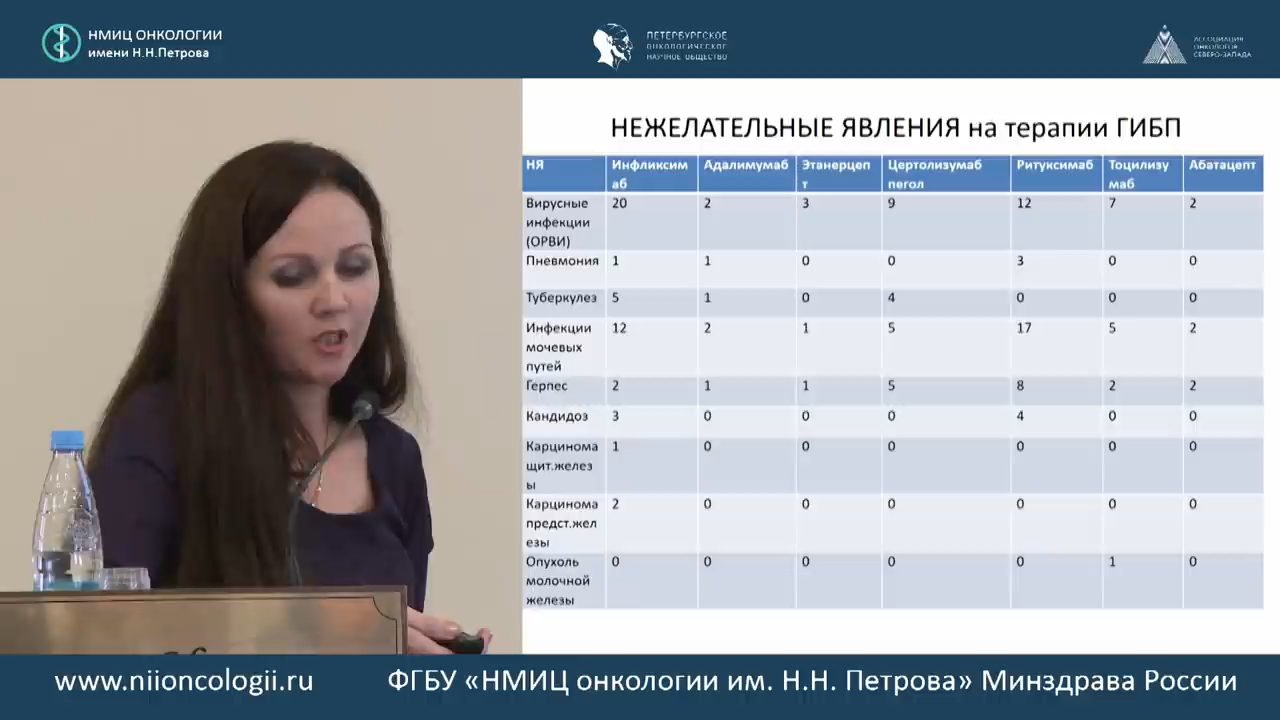 НМИЦ ОНКОЛОГИИ
имени Н.Н.Петрова
ПЕТЕРБУРГСКОЕ
ОНКОЛОГИЧЕСКОЕ
НАУЧНОЕ ОБЩЕСТВО
АССОЦИАЦИЯ
ОНКОЛОГОВ
СЕВЕРО-ЗАПАДА
НЕЖЕЛАТЕЛЬНЫЕ ЯВЛЕНИЯ на терапии ГИБП
НЯ Инфликсим Адалимумаб Этанерцеп Цертолизумаб Ритуксимаб Тоцилизу Абатацепт
аб т пегол маб
Вирусные 20 2 3 9 12 7 2
инфекции
(ОРВИ)
Пневмония 1 1 0 0 3 0 0
Туберкулез 5 1 0 4 0 0 0
Инфекции 12 2 1 5 17 5 2
мочевых
путей
Герпес 2 1 1 5 8 2 2
Кандидоз 3 0 0 0 4 0 0
Карцинома 1 0 0 0 0 0 0
щит.желез
ы
Карцинома 2 0 0 0 0 0 0
предст.жел
езы
Опухоль 0 0 0 0 0 1 0
молочной
железы
www.niioncologii.ru ФГБУ «НМИЦ онкологии им. Н.Н. Петрова» Минздрава России